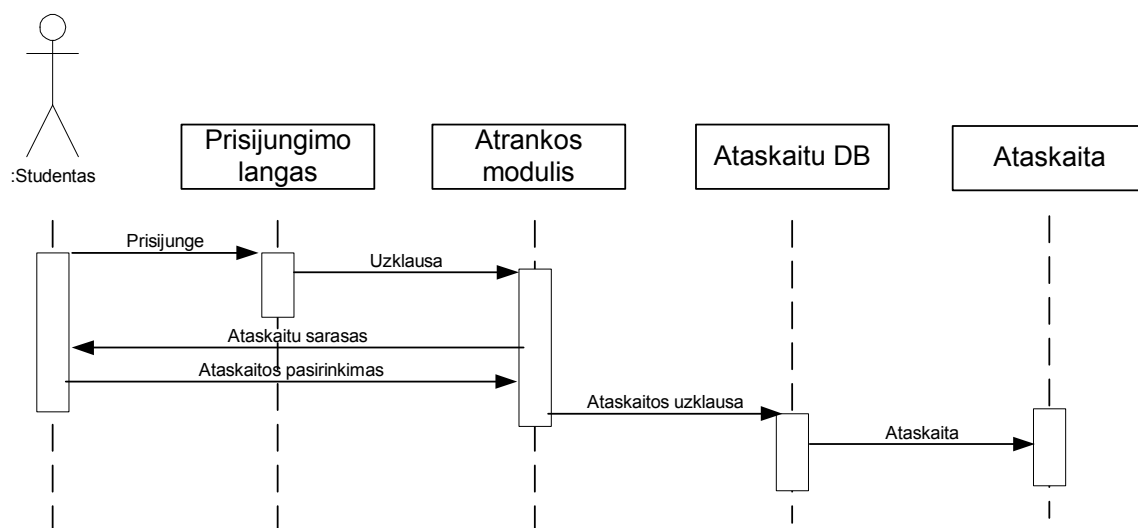 :Studentas
Prisijungimo
langas
Atrankos
modulis
Ataskaitu DB
Ataskaita
Prisijunge
Uzklausa
Ataskaitu sarasas
Ataskaitos pasirinkimas
Ataskaitos uzklausa
Ataskaita